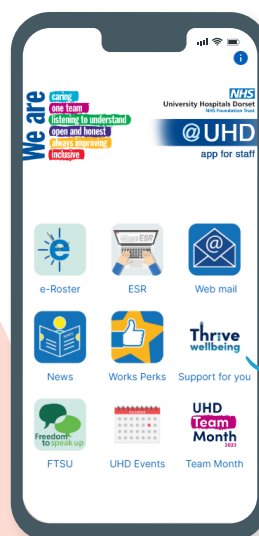 We are
caring
one team
listening to understand
open and honest
always improving
inclusive
NHS
University Hospitals Dorset
NHS Foundation Trust
@UHD
app for staff
e
e-Roster
ESR
ESR
@
Web mail
News
Works Perks
Thrive
wellbeing
Support for you
Freedom
to speak up
FTSU
UHD Events
UHD
Team
Month
2023
Team Month